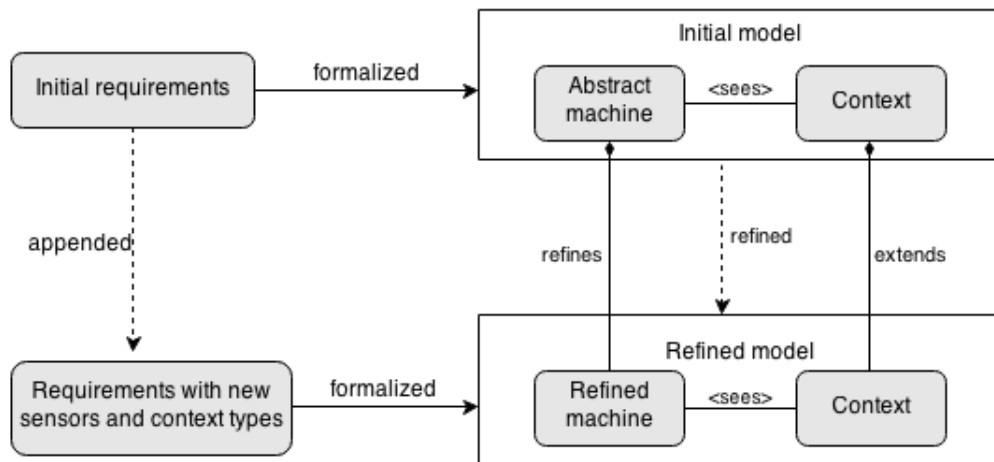 Initial model
Initial requirements
formalized
Abstract
machine
<sees>
Context
appended
refines
refined
extends
Refined model
Requirements with new
sensors and context types
formalized
Refined
machine
<sees>
Context